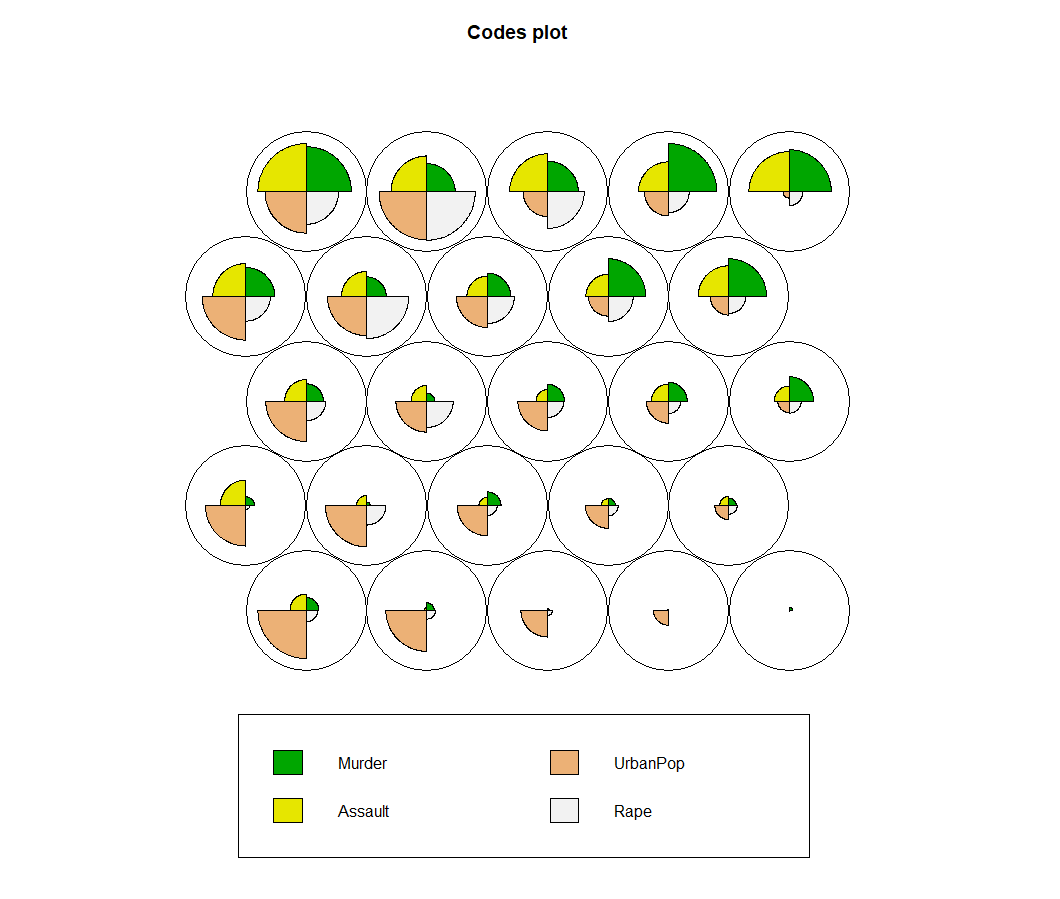 Codes plot
Murder
UrbanPop
Assault
Rape